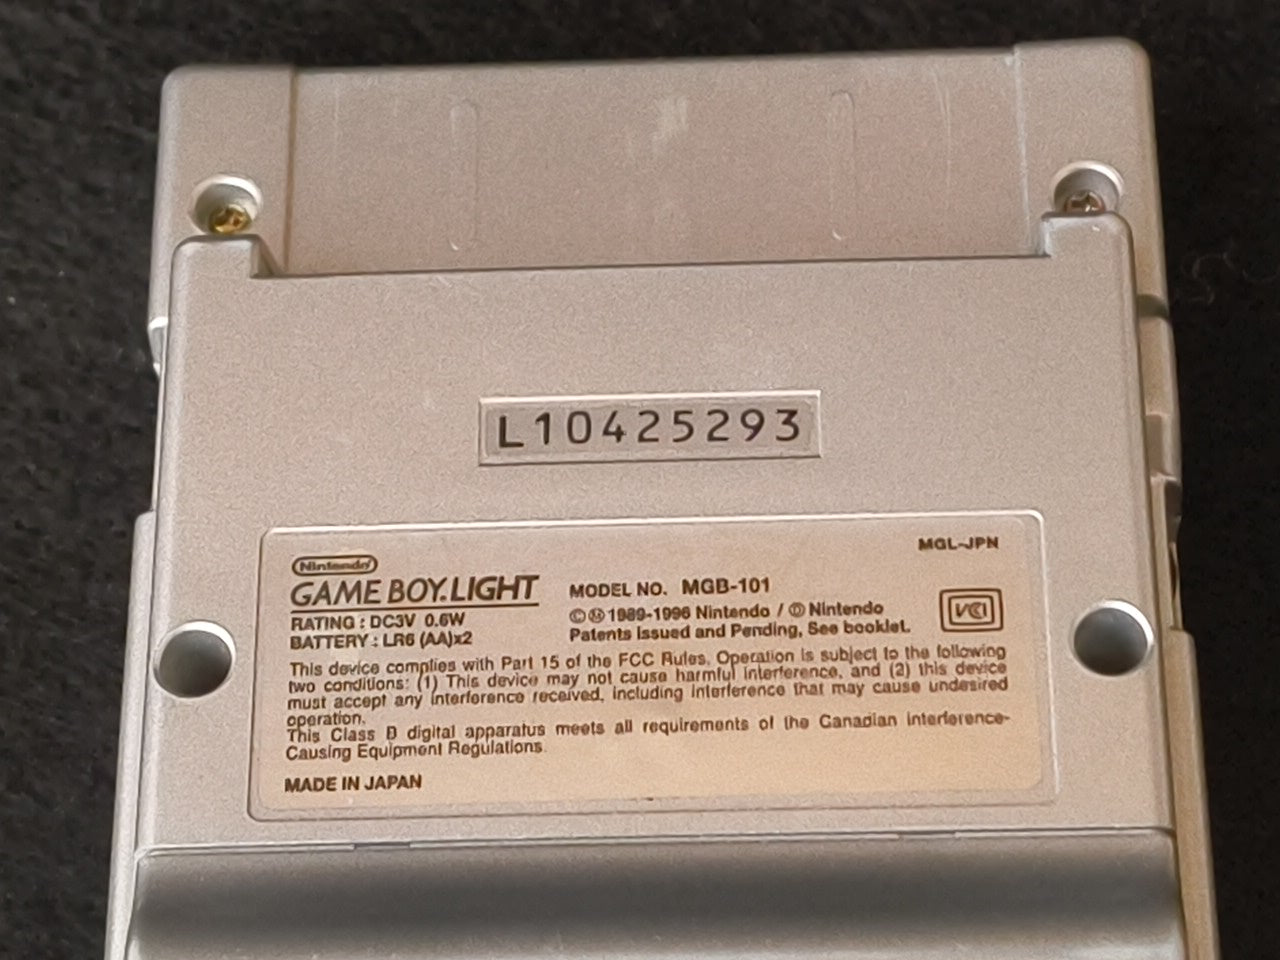 L10425293
MGL-JPN
Nintendo
GAME BOY.LIGHT
MODEL NO. MGB-101
RATING : DC3V 0.6W
©Ⓜ 1989-1996 Nintendo / Ⓓ Nintendo
BATTERY : LR6 (AA)x2
Patents Issued and Pending, See booklet.
VCI
This device complies with Part 15 of the FCC Rules. Operation is subject to the following
two conditions: (1) This device may not cause harmful interference, and (2) this device
must accept any interference received, including interference that may cause undesired
operation.
This Class B digital apparatus meets all requirements of the Canadian interference-
Causing Equipment Regulations.
MADE IN JAPAN